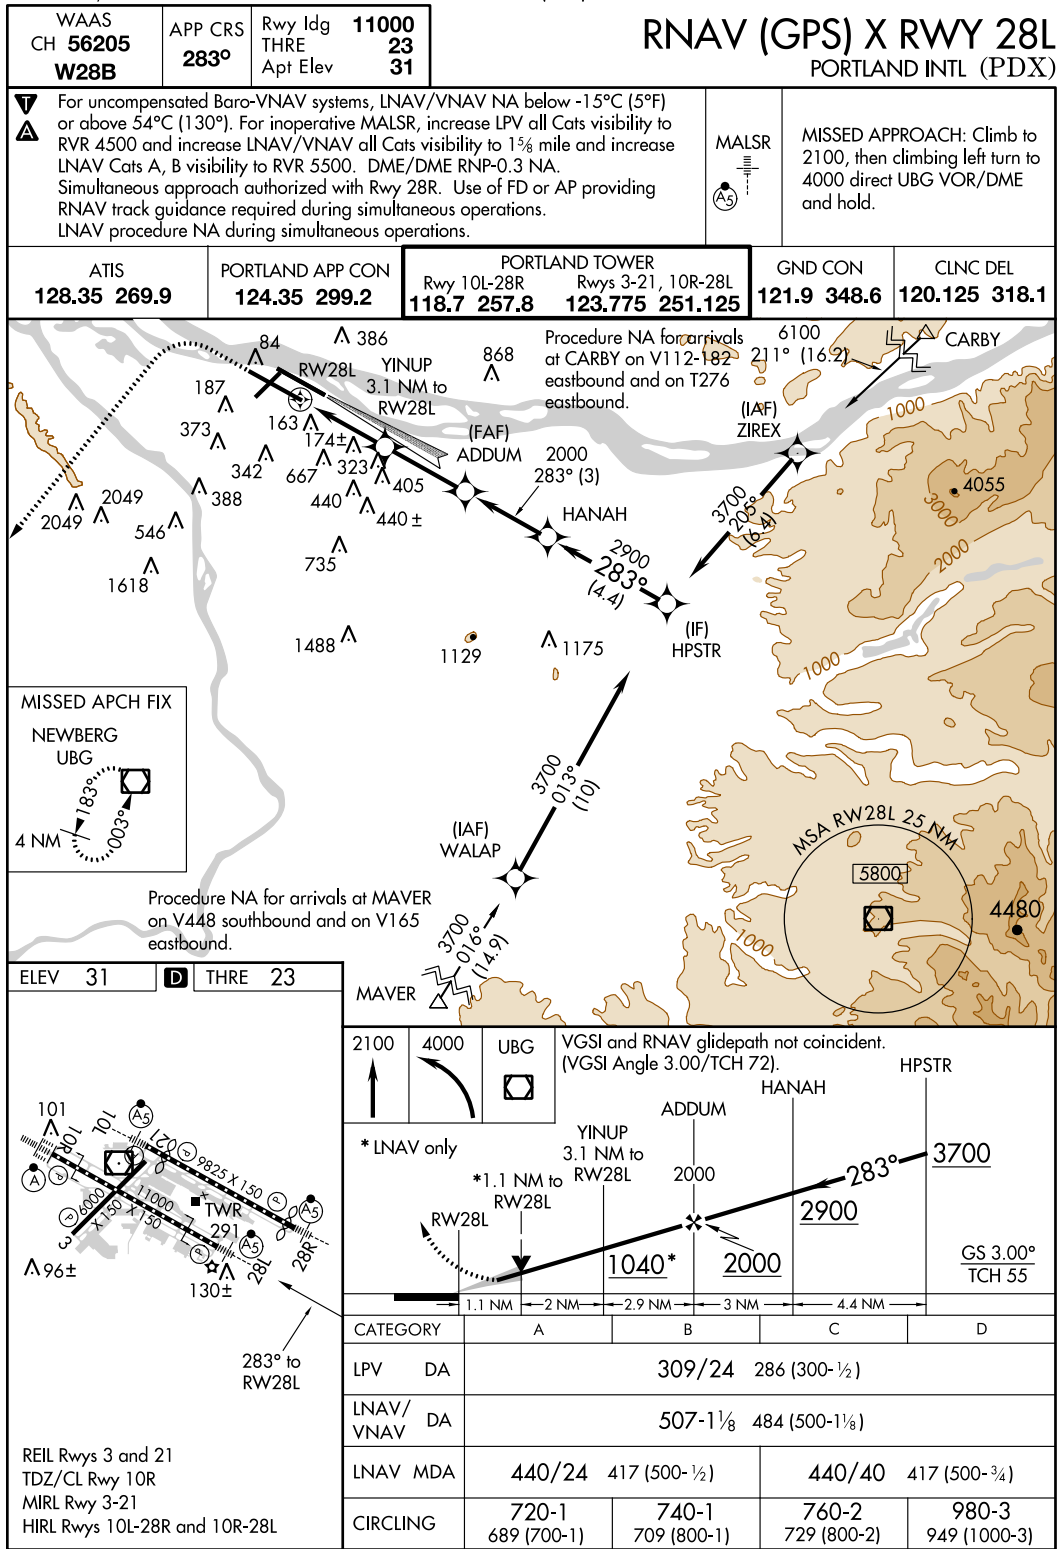 WAAS
CH 56205
W28B
APP CRS
283°
Rwy ldg 11000
THRE 23
Apt Elev 31
RNAV (GPS) X RWY 28L
PORTLAND INTL (PDX)
T
A
For uncompensated Baro-VNAV systems, LNAV/VNAV NA below -15°C (5°F)
or above 54°C (130°). For inoperative MALSR, increase LPV all Cats visibility to
RVR 4500 and increase LNAV/VNAV all Cats visibility to 1⅝ mile and increase
LNAV Cats A, B visibility to RVR 5500. DME/DME RNP-0.3 NA.
Simultaneous approach authorized with Rwy 28R. Use of FD or AP providing
RNAV track guidance required during simultaneous operations.
LNAV procedure NA during simultaneous operations.
MALSR
A5
MISSED APPROACH: Climb to
2100, then climbing left turn to
4000 direct UBG VOR/DME
and hold.
ATIS
128.35 269.9
PORTLAND APP CON
124.35 299.2
PORTLAND TOWER
Rwy 10L-28R Rwys 3-21, 10R-28L
118.7 257.8 123.775 251.125
GND CON
121.9 348.6
CLNC DEL
120.125 318.1
84
386
868
RW28L
YINUP
3.1 NM to
RW28L
Procedure NA for arrivals
at CARBY on V112-182
eastbound and on T276
eastbound.
6100
211° (16.2)
CARBY
187
163
174±
373
342
667
323
405
388
440
440 ±
2049
2049
546
735
1618
(FAF)
ADDUM
2000
283° (3)
HANAH
2900
283°
(4.4)
(IAF)
ZIREX
3700
205°
(6.4)
(IF)
HPSTR
1000
4055
3000
2000
1000
1488
1129
1175
MISSED APCH FIX
NEWBERG
UBG
183°
003°
4 NM
3700
013°
(10)
(IAF)
WALAP
MSA RW28L 25 NM
5800
4480
1000
Procedure NA for arrivals at MAVER
on V448 southbound and on V165
eastbound.
3700
016°
(14.9)
MAVER
ELEV 31
D
THRE 23
101
10R
10L
A5
21
P
P
9825 X 150
A
6000
X 150
11000
X 150
P
P
TWR
291
A5
28R
3
P
A5
28L
96±
130±
283° to
RW28L
REIL Rwys 3 and 21
TDZ/CL Rwy 10R
MIRL Rwy 3-21
HIRL Rwys 10L-28R and 10R-28L
2100
4000
UBG
VGSI and RNAV glidepath not coincident.
(VGSI Angle 3.00/TCH 72).
HPSTR
HANAH
ADDUM
YINUP
3.1 NM to
RW28L
* LNAV only
*1.1 NM to
RW28L
RW28L
2000
283°
3700
2900
1040*
2000
GS 3.00°
TCH 55
1.1 NM
2 NM
2.9 NM
3 NM
4.4 NM
CATEGORY A B C D
LPV DA 309/24 286 (300-½)
LNAV/
VNAV DA 507-1⅛ 484 (500-1⅛)
LNAV MDA 440/24 417 (500-½) 440/40 417 (500-¾)
CIRCLING
720-1
689 (700-1)
740-1
709 (800-1)
760-2
729 (800-2)
980-3
949 (1000-3)